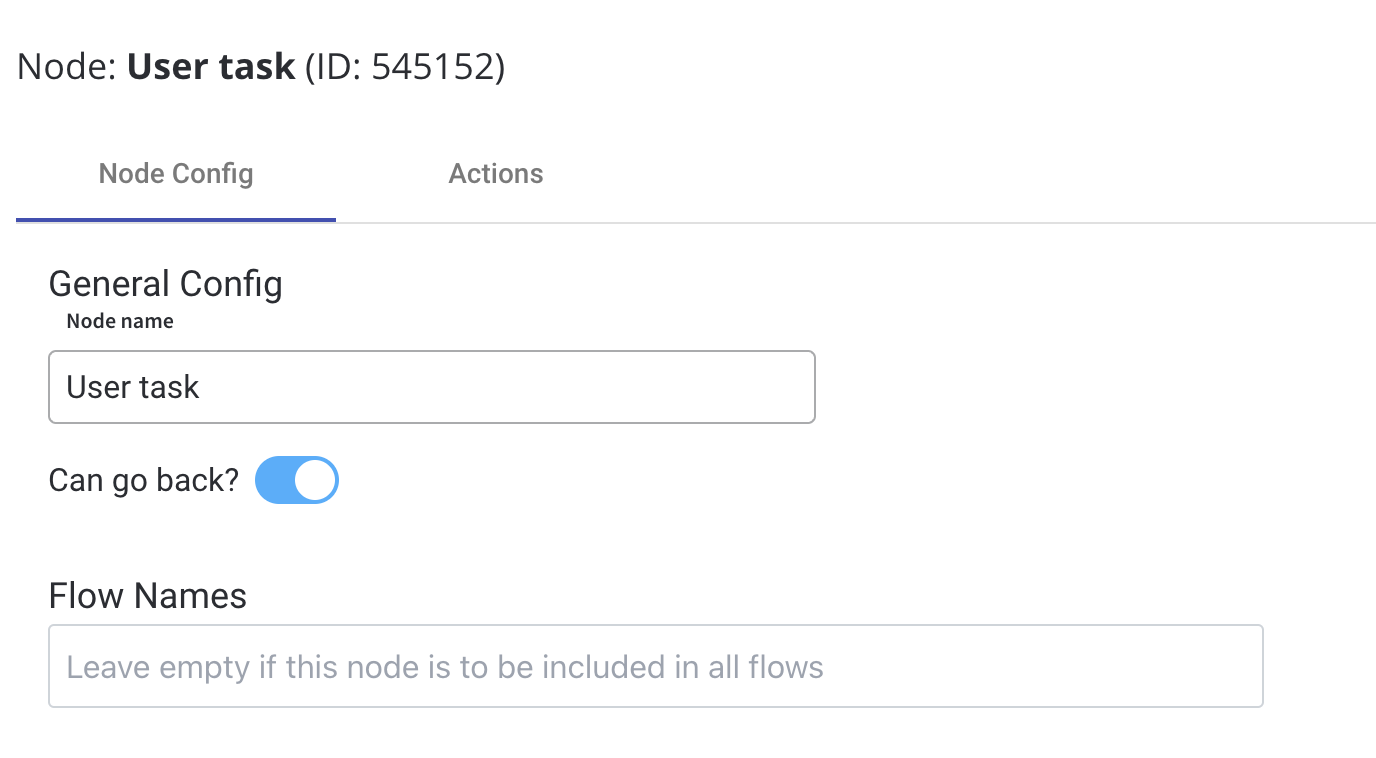 Node: User task (ID: 545152)
Node Config Actions
General Config
Node name
User task
Can go back?
Flow Names
Leave empty if this node is to be included in all flows